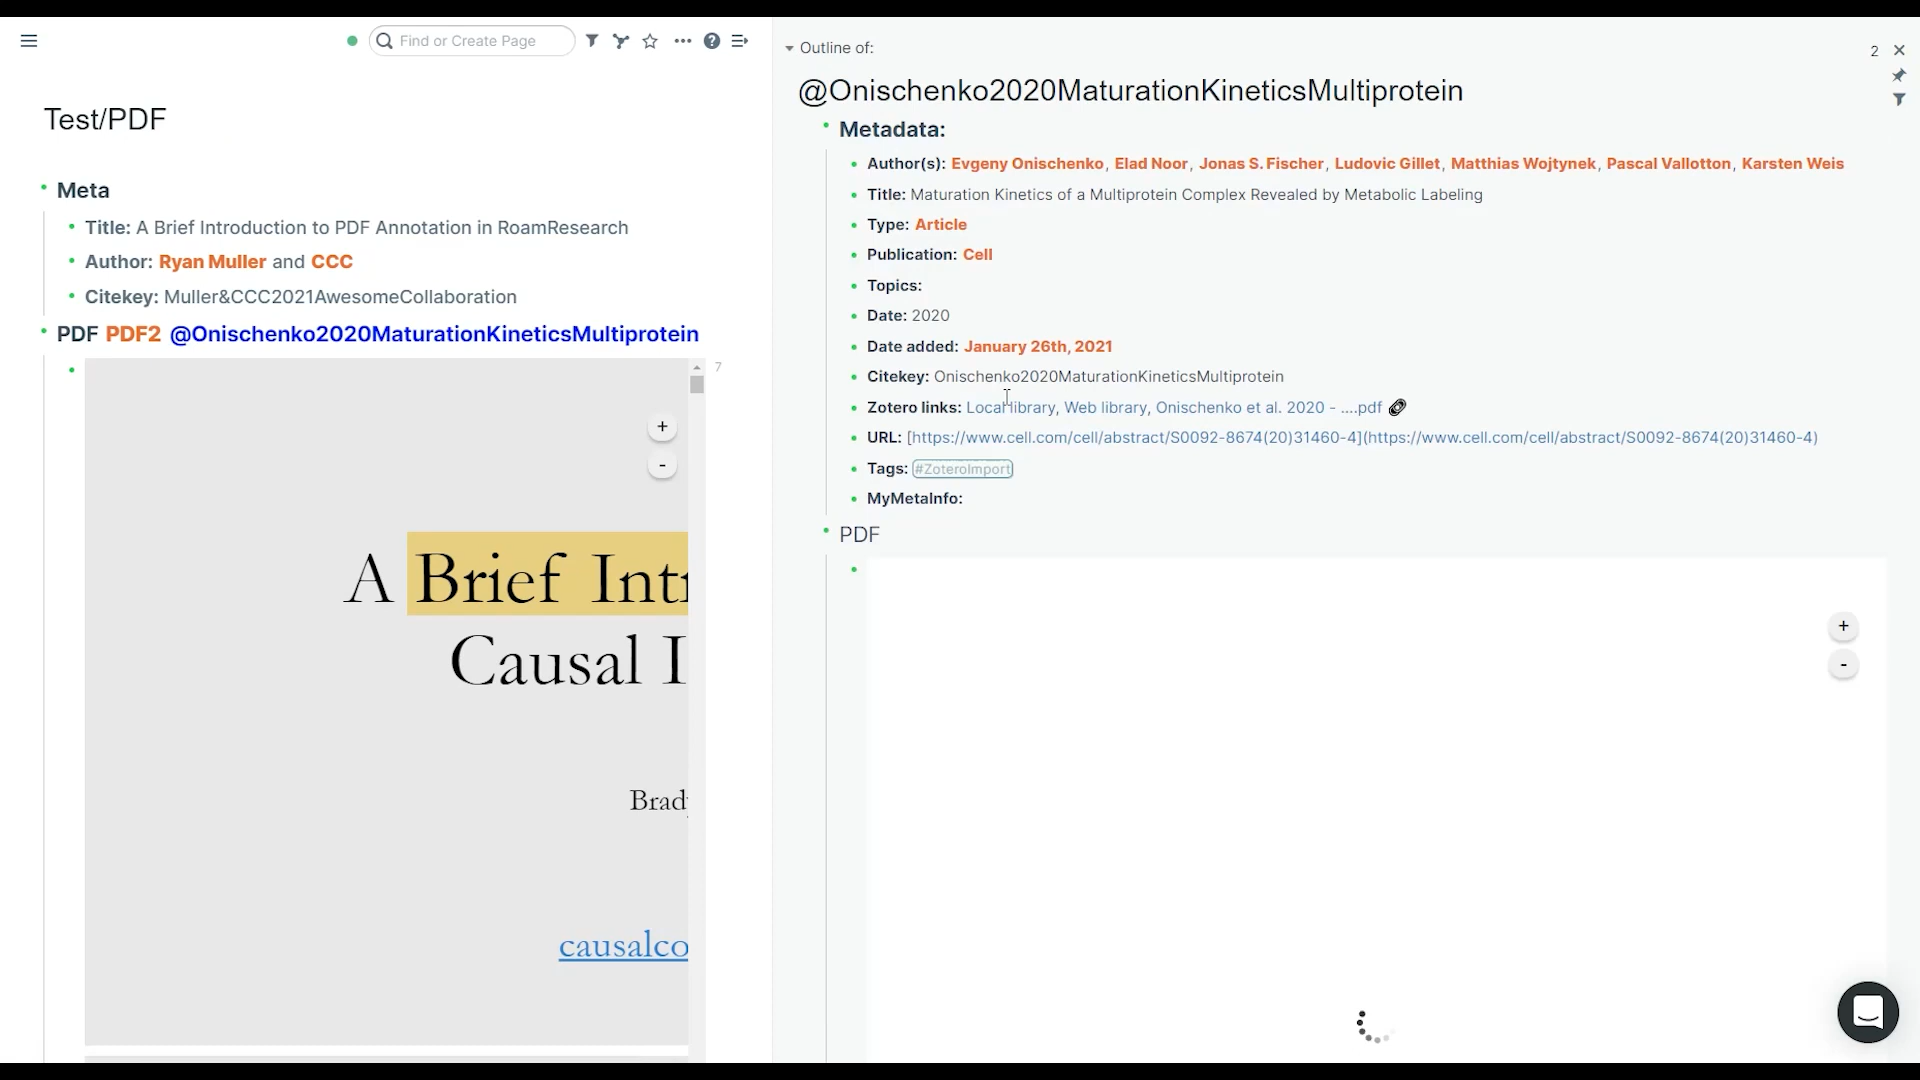 Find or Create Page
Test/PDF
Meta
Title: A Brief Introduction to PDF Annotation in RoamResearch
Author: Ryan Muller and CCC
Citekey: Muller&CCC2021AwesomeCollaboration
PDF PDF2 @Onischenko2020MaturationKineticsMultiprotein
7
+
-
A Brief Intr
Causal I
Brady
causalco
Outline of:
2
@Onischenko2020MaturationKineticsMultiprotein
Metadata:
Author(s): Evgeny Onischenko, Elad Noor, Jonas S. Fischer, Ludovic Gillet, Matthias Wojtynek, Pascal Vallotton, Karsten Weis
Title: Maturation Kinetics of a Multiprotein Complex Revealed by Metabolic Labeling
Type: Article
Publication: Cell
Topics:
Date: 2020
Date added: January 26th, 2021
Citekey: Onischenko2020MaturationKineticsMultiprotein
Zotero links: Local library, Web library, Onischenko et al. 2020 - ....pdf
URL: [https://www.cell.com/cell/abstract/S0092-8674(20)31460-4](https://www.cell.com/cell/abstract/S0092-8674(20)31460-4)
Tags: #ZoteroImport
MyMetaInfo:
PDF
+
-